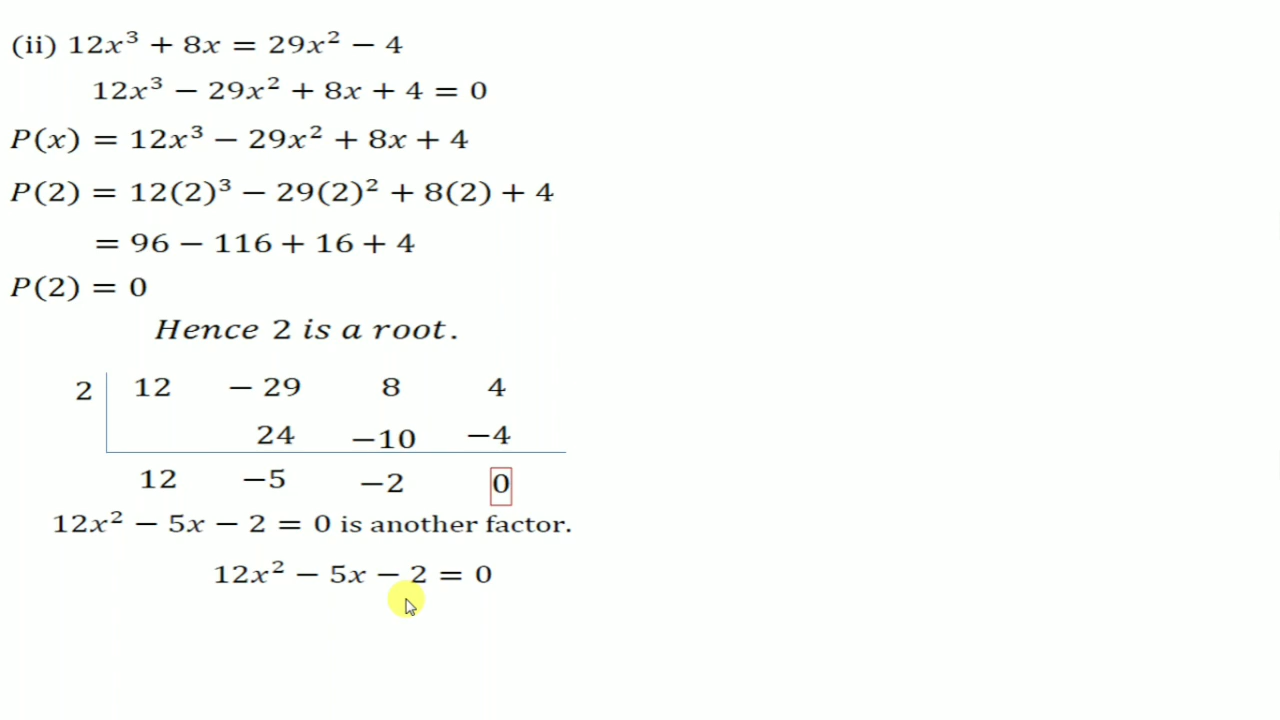 (ii) 12x³ + 8x = 29x² − 4
12x³ − 29x² + 8x + 4 = 0
P(x) = 12x³ − 29x² + 8x + 4
P(2) = 12(2)³ − 29(2)² + 8(2) + 4
= 96 − 116 + 16 + 4
P(2) = 0
Hence 2 is a root.
2 12 − 29 8 4
24 −10 −4
12 −5 −2 0
12x² − 5x − 2 = 0 is another factor.
12x² − 5x − 2 = 0